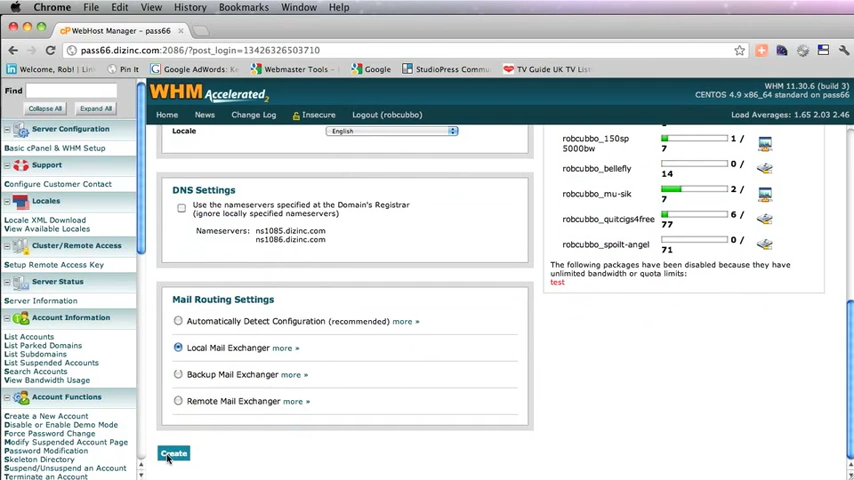 Chrome File Edit View History Bookmarks Window Help
WebHost Manager - pass66
pass66.dizinc.com:2086/?post_login=13426326503710
Welcome, Rob! | Lin Pin It Google AdWords: Ke Webmaster Tools - Google StudioPress Commu TV Guide UK TV List
Find
Collapse All Expand All
WHM Accelerated2
WHM 11.30.6 (build 3)
CENTOS 4.9 x86_64 standard on pass66
Home News Change Log Insecure Logout (robcubbo)
Load Averages: 1.65 2.03 2.46
Server Configuration
Basic cPanel & WHM Setup
Support
Configure Customer Contact
Locales
Locale XML Download
View Available Locales
Cluster/Remote Access
Setup Remote Access Key
Server Status
Server Information
Account Information
List Accounts
List Parked Domains
List Subdomains
List Suspended Accounts
Search Accounts
View Bandwidth Usage
Account Functions
Create a New Account
Disable or Enable Demo Mode
Force Password Change
Modify Suspended Account Page
Password Modification
Skeleton Directory
Suspend/Unsuspend an Account
Terminate an Account
Locale English
DNS Settings
Use the nameservers specified at the Domain's Registrar
(ignore locally specified nameservers)
Nameservers: ns1085.dizinc.com
ns1086.dizinc.com
Mail Routing Settings
Automatically Detect Configuration (recommended) more »
Local Mail Exchanger more »
Backup Mail Exchanger more »
Remote Mail Exchanger more »
Create
robcubbo_150sp 1 /
5000bw 7
robcubbo_bellefly 0 /
14
robcubbo_mu-sik 2 /
7
robcubbo_quitcigs4free 6 /
77
robcubbo_spoilt-angel 0 /
71
The following packages have been disabled because they have
unlimited bandwidth or quota limits:
test